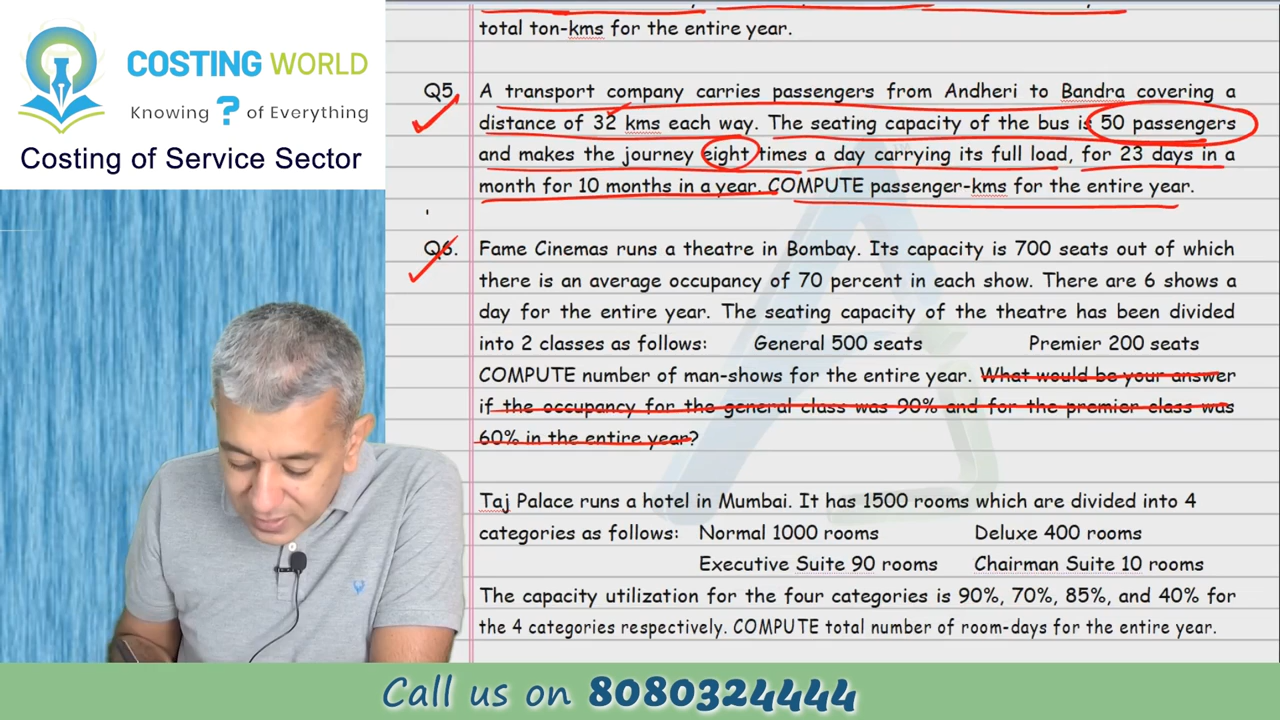 COSTING WORLD
Knowing ? of Everything
Costing of Service Sector
total ton-kms for the entire year.
Q5 A transport company carries passengers from Andheri to Bandra covering a
distance of 32 kms each way. The seating capacity of the bus is 50 passengers
and makes the journey eight times a day carrying its full load, for 23 days in a
month for 10 months in a year. COMPUTE passenger-kms for the entire year.
Q6. Fame Cinemas runs a theatre in Bombay. Its capacity is 700 seats out of which
there is an average occupancy of 70 percent in each show. There are 6 shows a
day for the entire year. The seating capacity of the theatre has been divided
into 2 classes as follows: General 500 seats Premier 200 seats
COMPUTE number of man-shows for the entire year. What would be your answer
if the occupancy for the general class was 90% and for the premier class was
60% in the entire year?
Taj Palace runs a hotel in Mumbai. It has 1500 rooms which are divided into 4
categories as follows: Normal 1000 rooms Deluxe 400 rooms
Executive Suite 90 rooms Chairman Suite 10 rooms
The capacity utilization for the four categories is 90%, 70%, 85%, and 40% for
the 4 categories respectively. COMPUTE total number of room-days for the entire year.
Call us on 8080324444